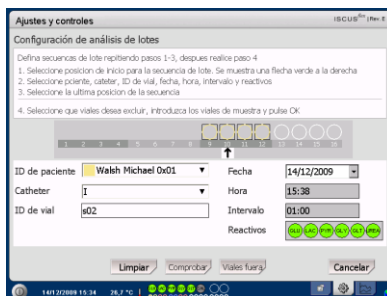 Ajustes y controles
ISCUSflex | Rev. E
Configuración de análisis de lotes
Defina secuencas de lote repitiendo pasos 1-3, despues realice paso 4
1. Seleccione posicion de inicio para la secuencia de lote. Se muestra una flecha verde a la derecha
2. Seleccione pciente, cateter, ID de vial, fecha, hora, intervalo y reactivos
3. Seleccione la ultima posicion de la secuencia
4. Seleccione que viales desea excluir, introduzca los viales de muestra y pulse OK
1 2 3 4 5 6 7 8 9 10 11 12 13 14 15 16
ID de paciente Walsh Michael 0x01 Fecha 14/12/2009
Catheter I Hora 15:38
ID de vial s02 Intervalo 01:00
Reactivos GLU LAC PYR GLY GLT UREA
Limpiar Comprobar Viales fuera Cancelar
14/12/2009 15:34 26,7 °C